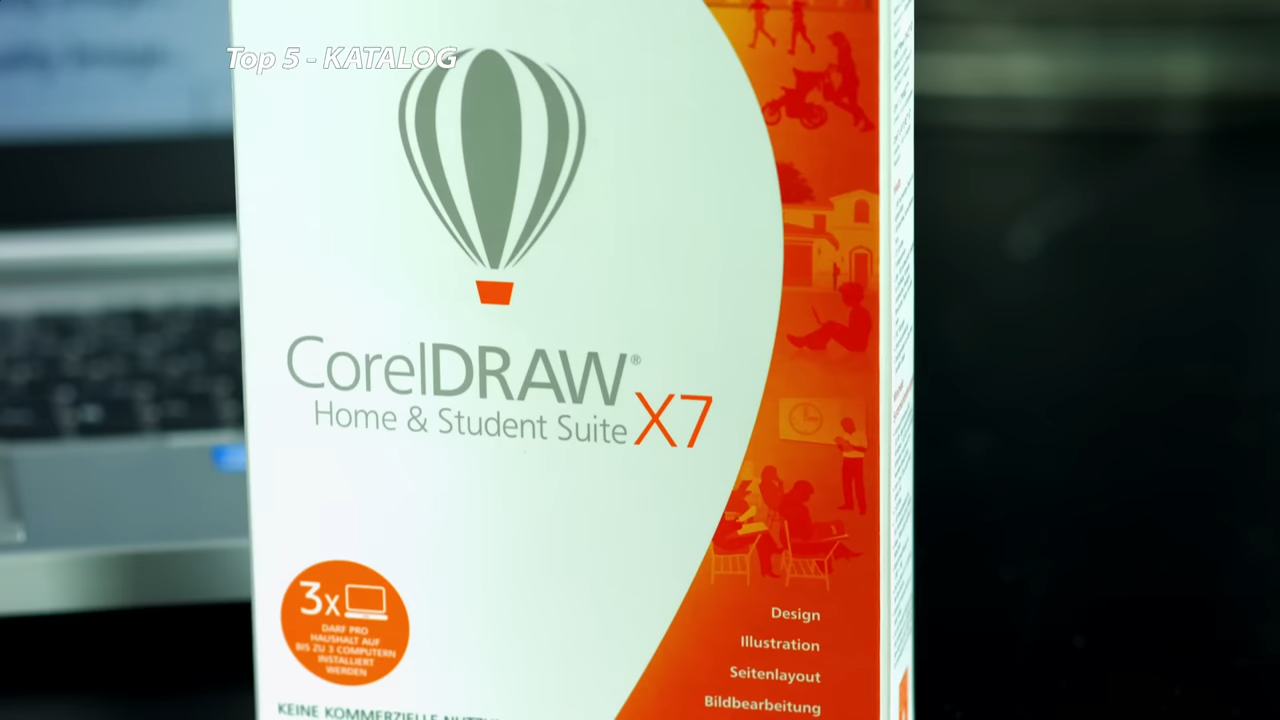 Top 5 - KATALOG
CorelDRAW®
Home & Student Suite X7
3x
DARF PRO
HAUSHALT AUF
BIS ZU 3 COMPUTERN
INSTALLIERT
WERDEN
KEINE KOMMERZIELLE
Design
Illustration
Seitenlayout
Bildbearbeitung